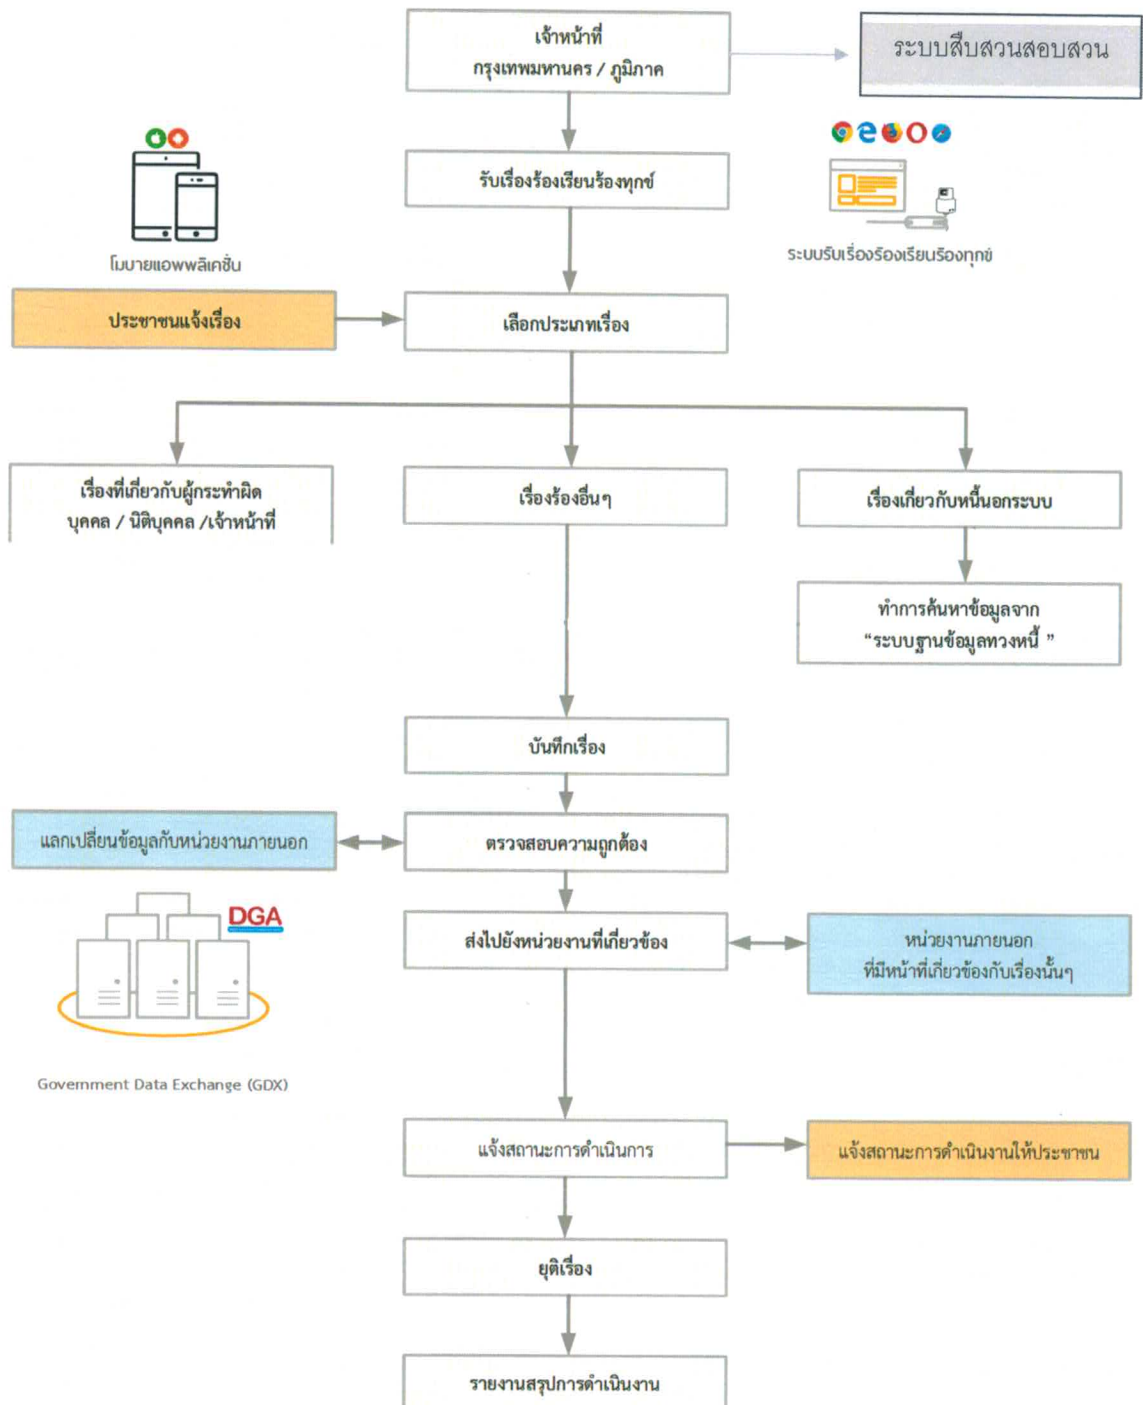 เจ้าหน้าที่
กรุงเทพมหานคร / ภูมิภาค
ระบบสืบสวนสอบสวน
รับเรื่องร้องเรียนร้องทุกข์
โมบายแอพพลิเคชั่น
ระบบรับเรื่องร้องเรียนร้องทุกข์
ประชาชนแจ้งเรื่อง
เลือกประเภทเรื่อง
เรื่องที่เกี่ยวกับผู้กระทำผิด
บุคคล / นิติบุคคล /เจ้าหน้าที่
เรื่องร้องอื่นๆ
เรื่องเกี่ยวกับหนี้นอกระบบ
ทำการค้นหาข้อมูลจาก
“ระบบฐานข้อมูลทวงหนี้ ”
บันทึกเรื่อง
แลกเปลี่ยนข้อมูลกับหน่วยงานภายนอก
ตรวจสอบความถูกต้อง
DGA
ส่งไปยังหน่วยงานที่เกี่ยวข้อง
หน่วยงานภายนอก
ที่มีหน้าที่เกี่ยวข้องกับเรื่องนั้นๆ
Government Data Exchange (GDX)
แจ้งสถานะการดำเนินการ
แจ้งสถานะการดำเนินงานให้ประชาชน
ยุติเรื่อง
รายงานสรุปการดำเนินงาน